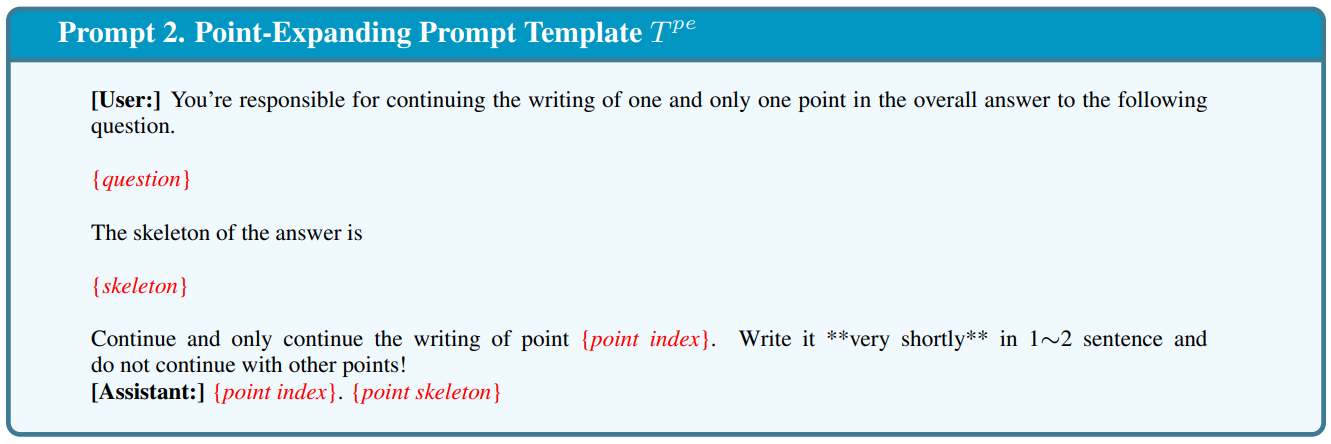 Prompt 2. Point-Expanding Prompt Template T^{pe}
[User:] You're responsible for continuing the writing of one and only one point in the overall answer to the following
question.
{question}
The skeleton of the answer is
{skeleton}
Continue and only continue the writing of point {point index}. Write it **very shortly** in 1∼2 sentence and
do not continue with other points!
[Assistant:] {point index}. {point skeleton}